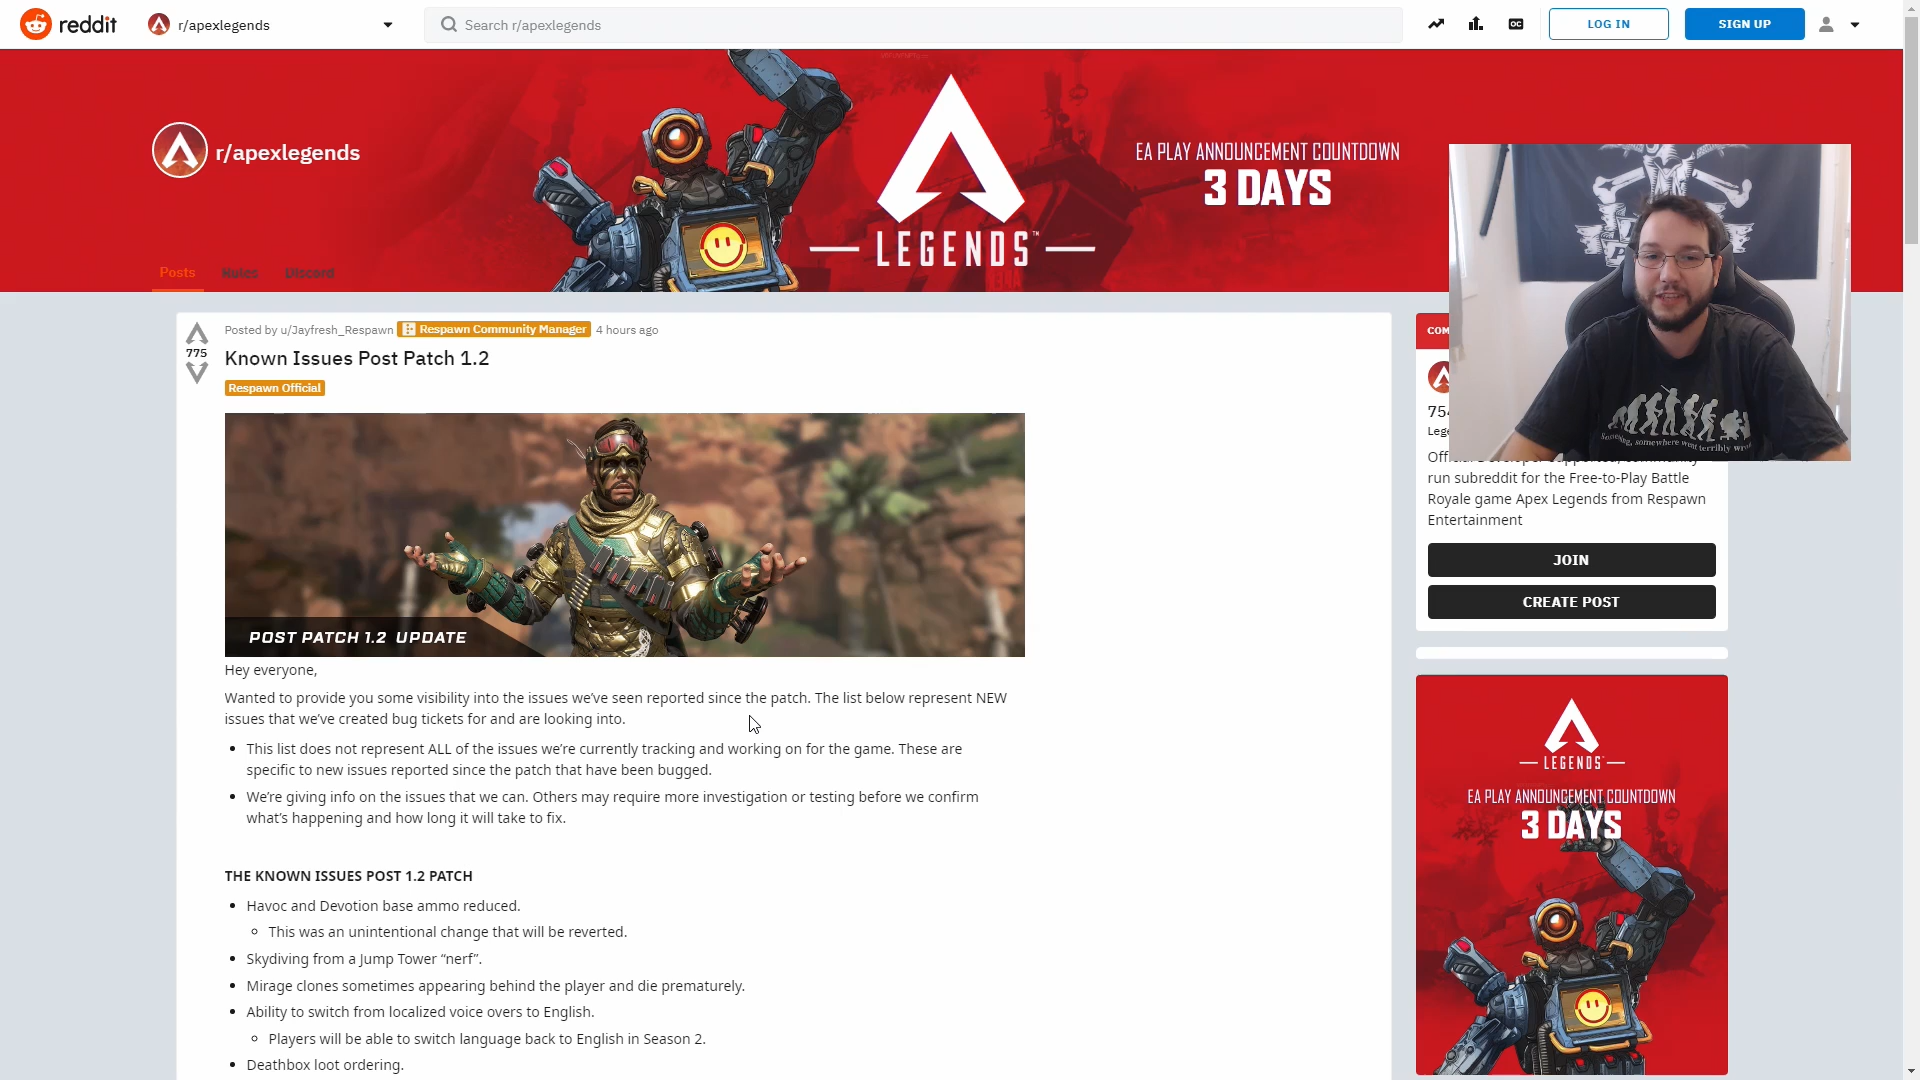 reddit
r/apexlegends
Search r/apexlegends
LOG IN
SIGN UP
r/apexlegends
LEGENDS™
EA PLAY ANNOUNCEMENT COUNTDOWN
3 DAYS
Posts
Rules
Discord
775
Posted by u/Jayfresh_Respawn Respawn Community Manager 4 hours ago
Known Issues Post Patch 1.2
Respawn Official
POST PATCH 1.2 UPDATE
Hey everyone,
Wanted to provide you some visibility into the issues we've seen reported since the patch. The list below represent NEW
issues that we've created bug tickets for and are looking into.
This list does not represent ALL of the issues we're currently tracking and working on for the game. These are
specific to new issues reported since the patch that have been bugged.
We're giving info on the issues that we can. Others may require more investigation or testing before we confirm
what's happening and how long it will take to fix.
THE KNOWN ISSUES POST 1.2 PATCH
Havoc and Devotion base ammo reduced.
This was an unintentional change that will be reverted.
Skydiving from a Jump Tower “nerf”.
Mirage clones sometimes appearing behind the player and die prematurely.
Ability to switch from localized voice overs to English.
Players will be able to switch language back to English in Season 2.
Deathbox loot ordering.
COM
754
Lege
run subreddit for the Free-to-Play Battle
Royale game Apex Legends from Respawn
Entertainment
JOIN
CREATE POST
LEGENDS
EA PLAY ANNOUNCEMENT COUNTDOWN
3 DAYS
somewhere went terribly